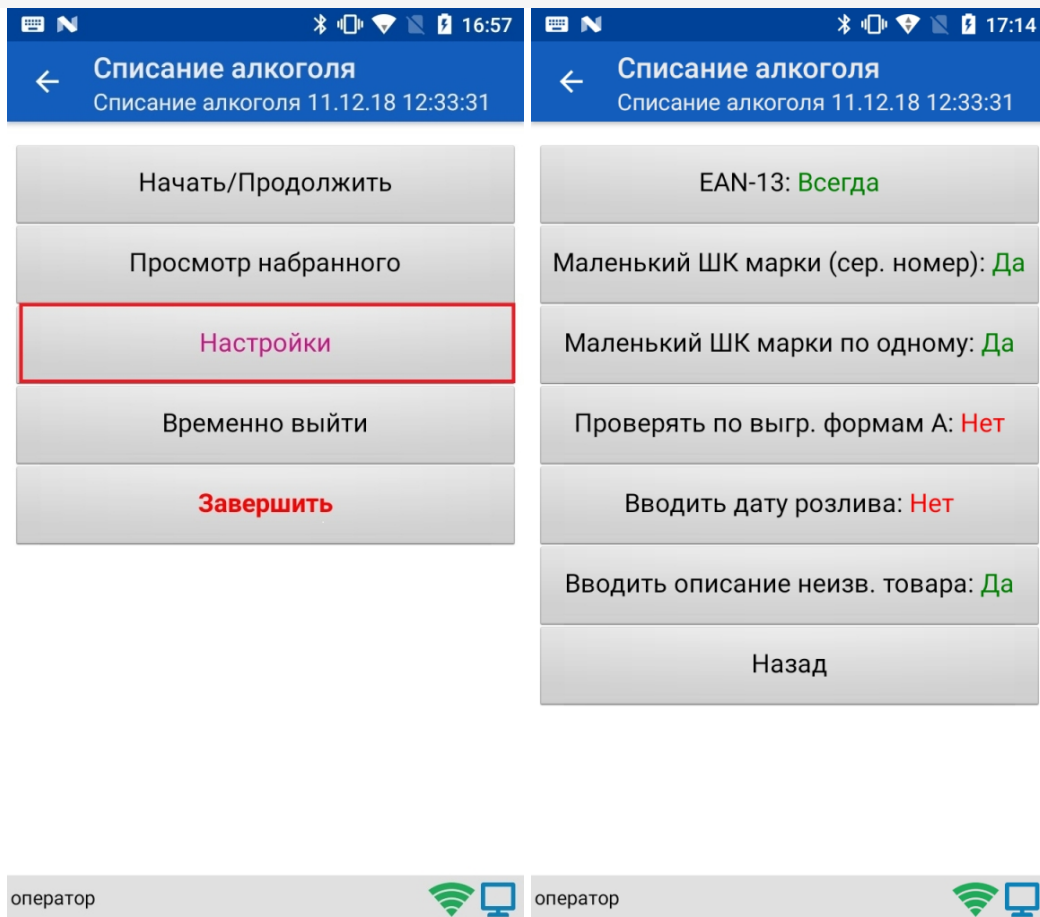 16:57
Списание алкоголя
Списание алкоголя 11.12.18 12:33:31
Начать/Продолжить
Просмотр набранного
Настройки
Временно выйти
Завершить
оператор
17:14
Списание алкоголя
Списание алкоголя 11.12.18 12:33:31
EAN-13: Всегда
Маленький ШК марки (сер. номер): Да
Маленький ШК марки по одному: Да
Проверять по выгр. формам А: Нет
Вводить дату розлива: Нет
Вводить описание неизв. товара: Да
Назад
оператор